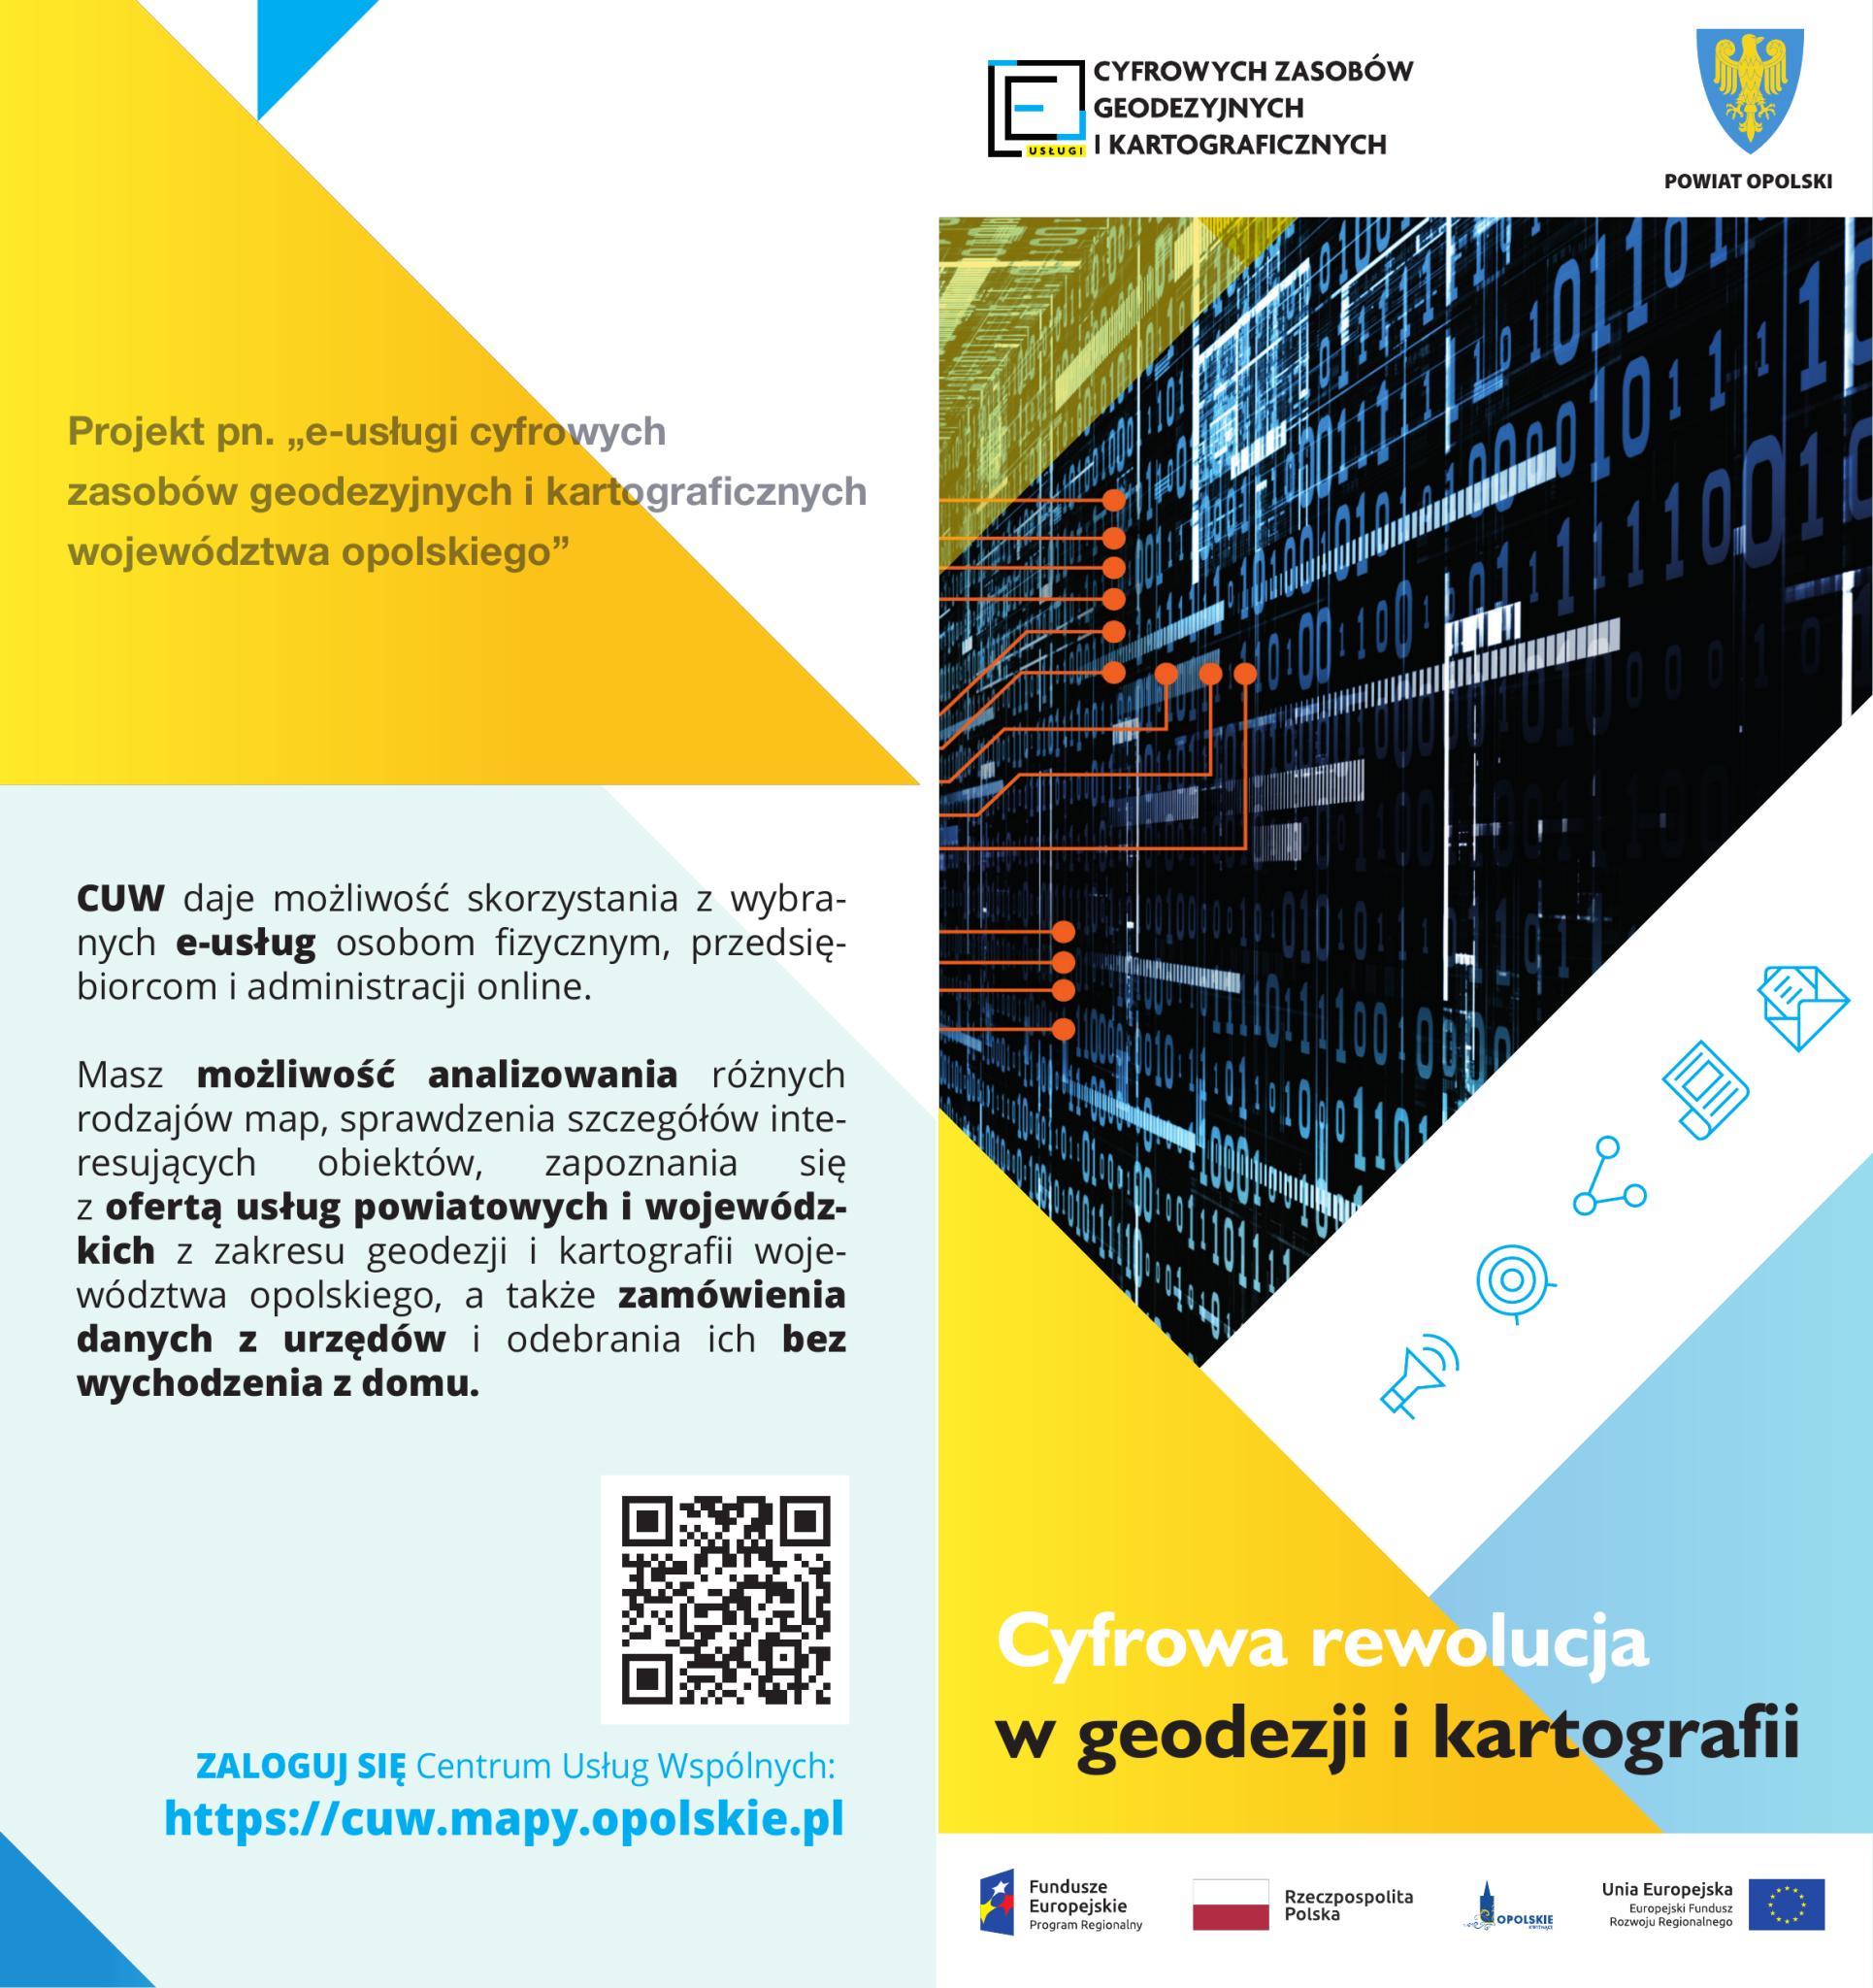 Projekt pn. „e-usługi cyfrowych
zasobów geodezyjnych i kartograficznych
województwa opolskiego”
CUW daje możliwość skorzystania z wybra-
nych e-usług osobom fizycznym, przedsię-
biorcom i administracji online.
Masz możliwość analizowania różnych
rodzajów map, sprawdzenia szczegółów inte-
resujących obiektów, zapoznania się
z ofertą usług powiatowych i wojewódz-
kich z zakresu geodezji i kartografii woje-
wództwa opolskiego, a także zamówienia
danych z urzędów i odebrania ich bez
wychodzenia z domu.
ZALOGUJ SIĘ Centrum Usług Wspólnych:
https://cuw.mapy.opolskie.pl
E
USŁUGI
CYFROWYCH ZASOBÓW
GEODEZYJNYCH
I KARTOGRAFICZNYCH
POWIAT OPOLSKI
Cyfrowa rewolucja
w geodezji i kartografii
Fundusze
Europejskie
Program Regionalny
Rzeczpospolita
Polska
OPOLSKIE
KWITNĄCE
Unia Europejska
Europejski Fundusz
Rozwoju Regionalnego